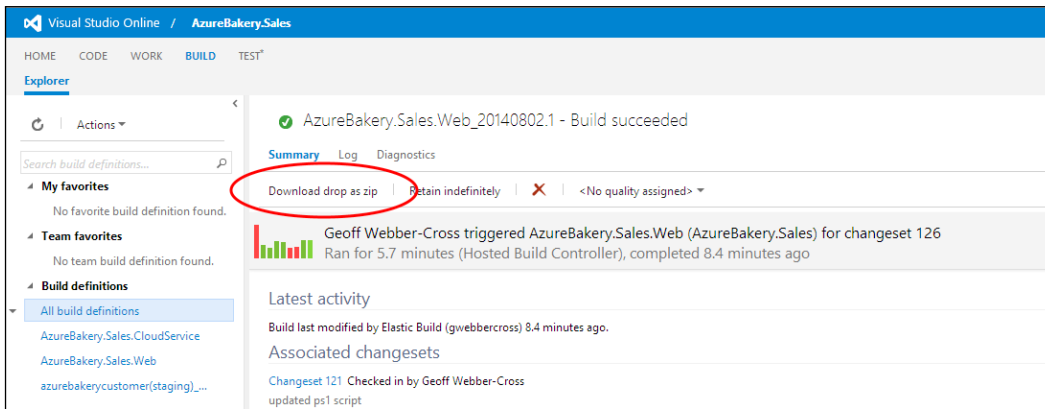 Visual Studio Online / AzureBakery.Sales
HOME CODE WORK BUILD TEST*
Explorer
Actions
Search build definitions...
My favorites
No favorite build definition found.
Team favorites
No team build definition found.
Build definitions
All build definitions
AzureBakery.Sales.CloudService
AzureBakery.Sales.Web
azurebakerycustomer(staging)_...
AzureBakery.Sales.Web_20140802.1 - Build succeeded
Summary Log Diagnostics
Download drop as zip Retain indefinitely <No quality assigned>
Geoff Webber-Cross triggered AzureBakery.Sales.Web (AzureBakery.Sales) for changeset 126
Ran for 5.7 minutes (Hosted Build Controller), completed 8.4 minutes ago
Latest activity
Build last modified by Elastic Build (gwebbercross) 8.4 minutes ago.
Associated changesets
Changeset 121 Checked in by Geoff Webber-Cross
updated ps1 script